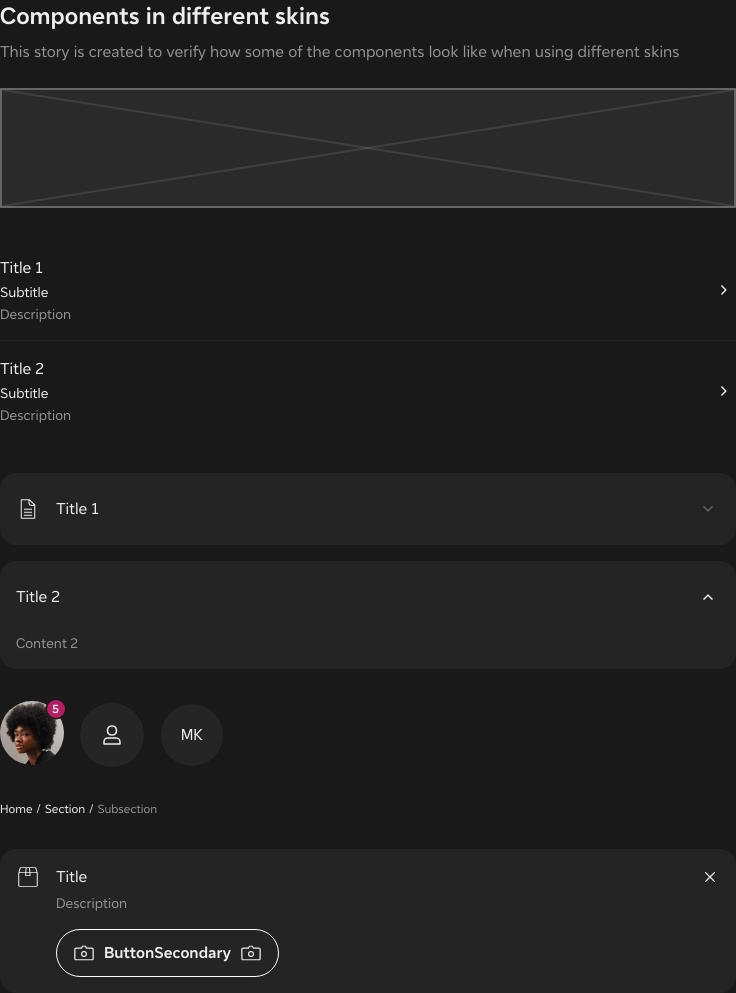 Components in different skins
This story is created to verify how some of the components look like when using different skins
Title 1
Subtitle
Description
Title 2
Subtitle
Description
Title 1
Title 2
Content 2
5
MK
Home / Section / Subsection
Title
Description
ButtonSecondary